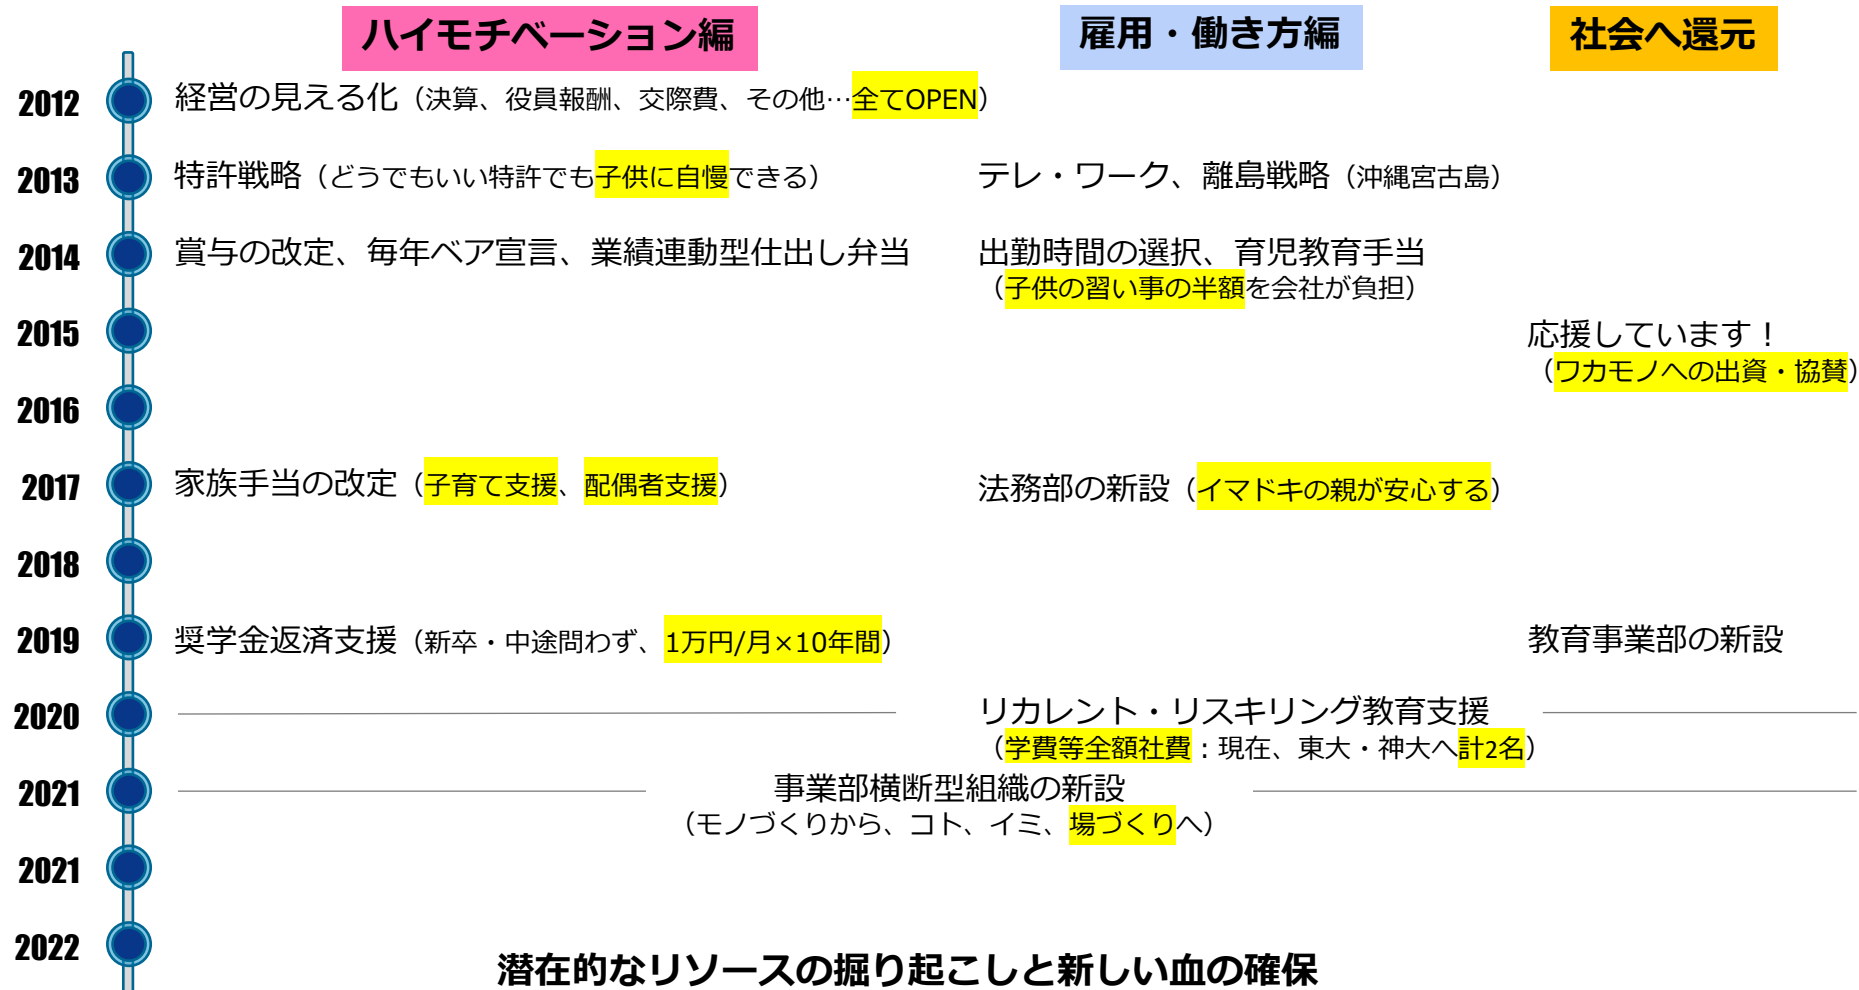 ハイモチベーション編
雇用・働き方編
社会へ還元
2012
経営の見える化（決算、役員報酬、交際費、その他…全てOPEN）
2013
特許戦略（どうでもいい特許でも子供に自慢できる）
テレ・ワーク、離島戦略（沖縄宮古島）
2014
賞与の改定、毎年ベア宣言、業績連動型仕出し弁当
出勤時間の選択、育児教育手当
（子供の習い事の半額を会社が負担）
2015
応援しています！
（ワカモノへの出資・協賛）
2016
2017
家族手当の改定（子育て支援、配偶者支援）
法務部の新設（イマドキの親が安心する）
2018
2019
奨学金返済支援（新卒・中途問わず、1万円/月×10年間）
教育事業部の新設
2020
リカレント・リスキリング教育支援
（学費等全額社費：現在、東大・神大へ計2名）
2021
事業部横断型組織の新設
（モノづくりから、コト、イミ、場づくりへ）
2021
2022
潜在的なリソースの掘り起こしと新しい血の確保